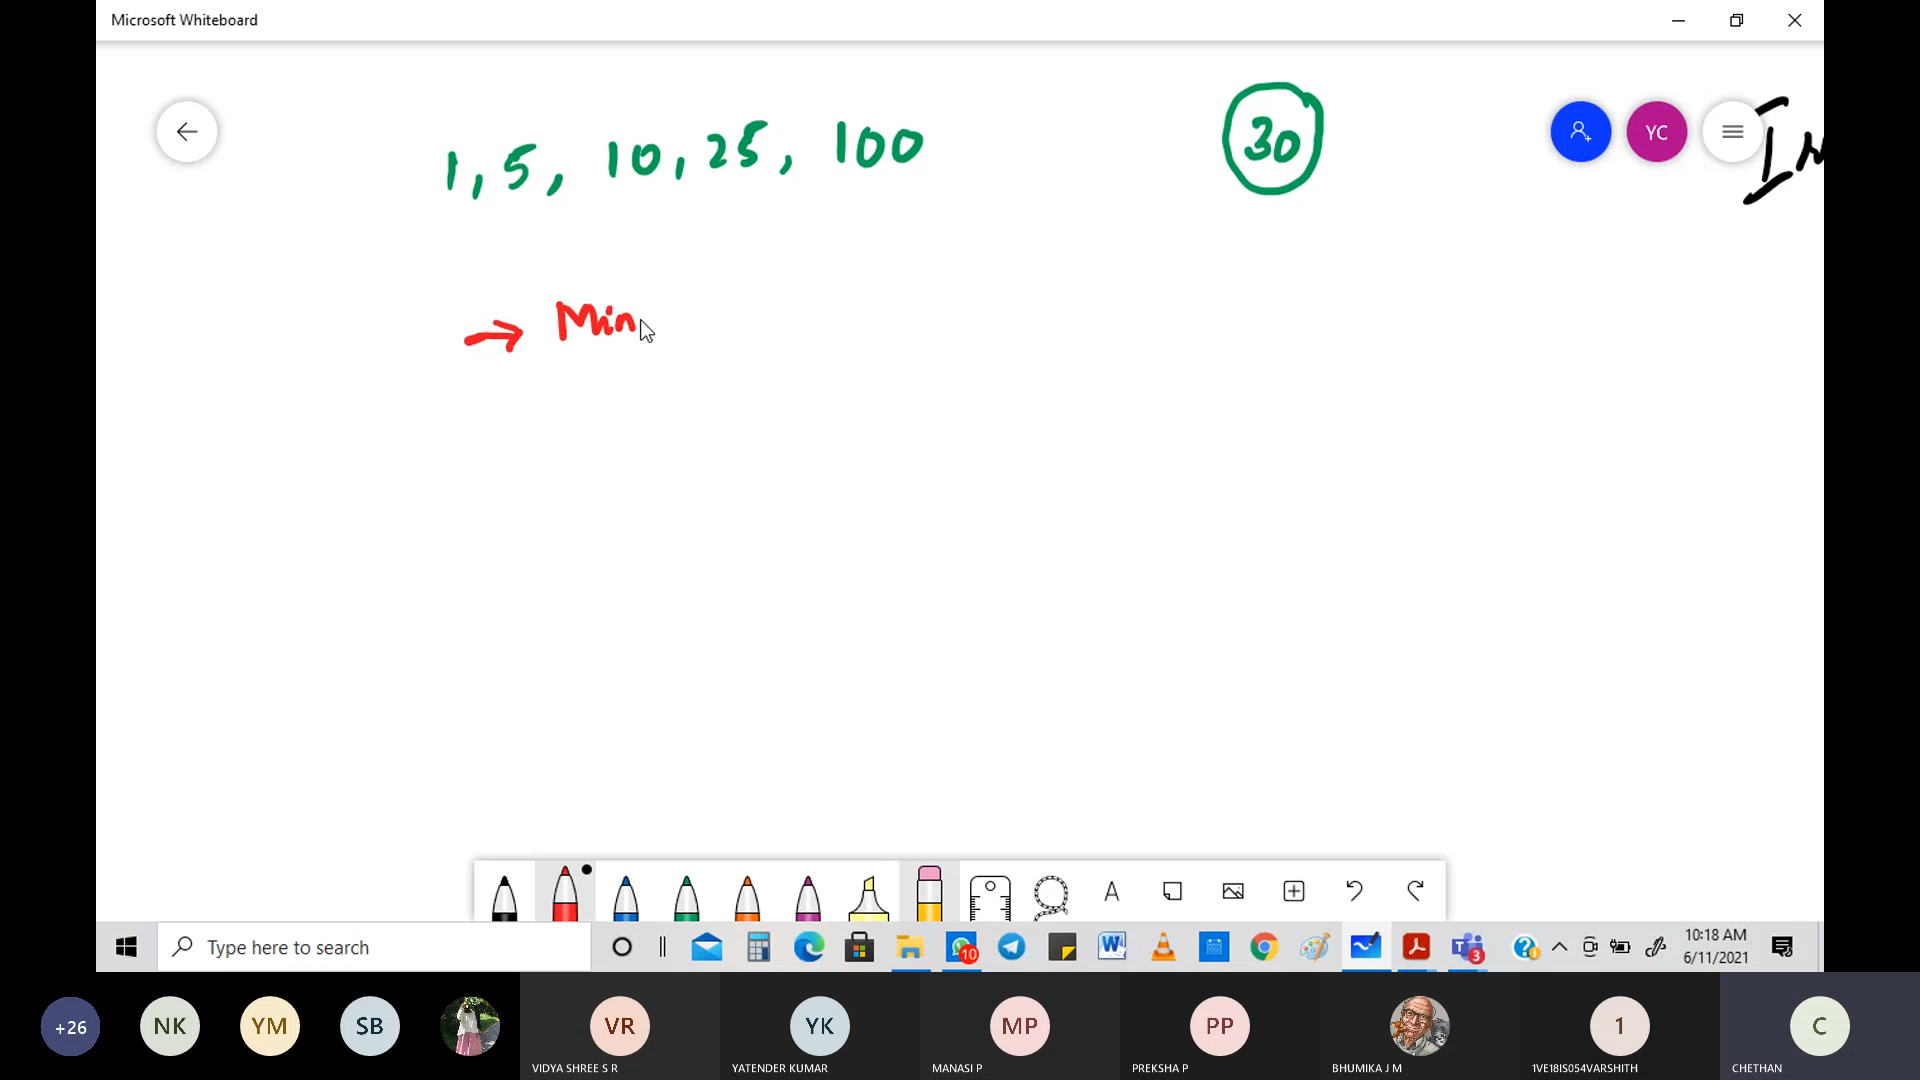 Microsoft Whiteboard
1, 5, 10, 25, 100
30
YC
→ Min
A
Type here to search
10
3
10:18 AM
6/11/2021
+26
NK
YM
SB
VR
YK
MP
PP
1
C
VIDYA SHREE S R
YATENDER KUMAR
MANASI P
PREKSHA P
BHUMIKA J M
1VE18IS054VARSHITH
CHETHAN